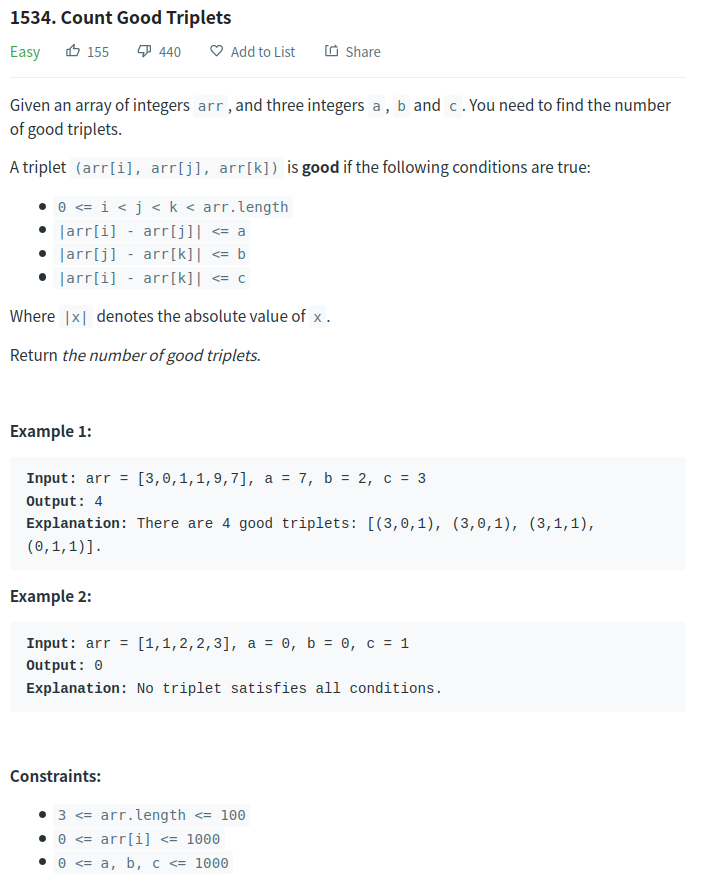 1534. Count Good Triplets
Easy 155 440 Add to List Share
Given an array of integers arr , and three integers a , b and c . You need to find the number
of good triplets.
A triplet (arr[i], arr[j], arr[k]) is good if the following conditions are true:
• 0 <= i < j < k < arr.length
• |arr[i] - arr[j]| <= a
• |arr[j] - arr[k]| <= b
• |arr[i] - arr[k]| <= c
Where |x| denotes the absolute value of x .
Return the number of good triplets.
Example 1:
Input: arr = [3,0,1,1,9,7], a = 7, b = 2, c = 3
Output: 4
Explanation: There are 4 good triplets: [(3,0,1), (3,0,1), (3,1,1),
(0,1,1)].
Example 2:
Input: arr = [1,1,2,2,3], a = 0, b = 0, c = 1
Output: 0
Explanation: No triplet satisfies all conditions.
Constraints:
• 3 <= arr.length <= 100
• 0 <= arr[i] <= 1000
• 0 <= a, b, c <= 1000